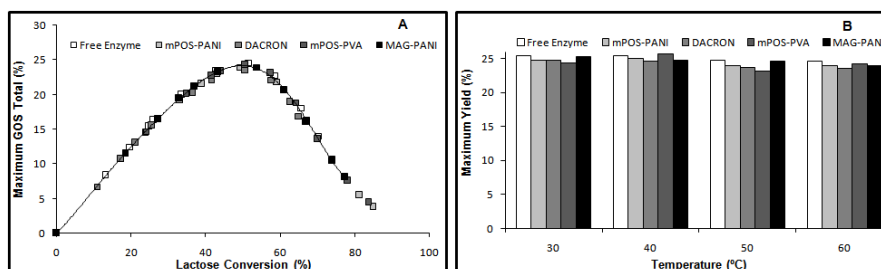 A
Free Enzyme mPOS-PANI DACRON mPOS-PVA MAG-PANI
Maximum GOS Total (%)
30
25
20
15
10
5
0
0 20 40 60 80 100
Lactose Conversion (%)
B
Free Enzyme mPOS-PANI DACRON mPOS-PVA MAG-PANI
Maximum Yield (%)
25
20
15
10
5
0
30 40 50 60
Temperature (ºC)